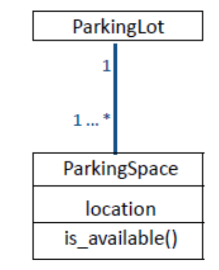 ParkingLot
1
1 ... *
ParkingSpace
location
is_available()